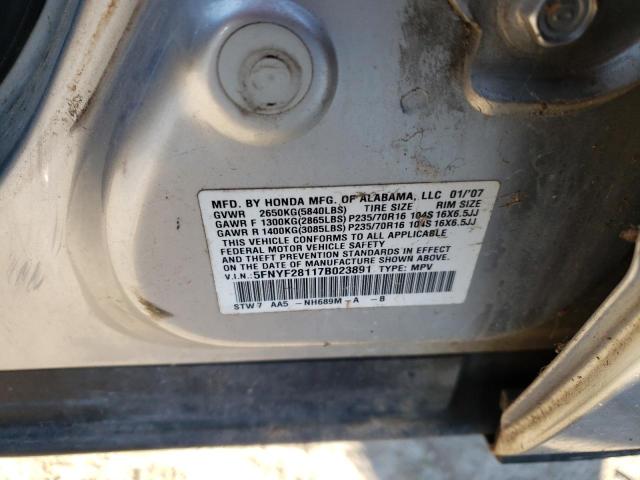 MFD. BY HONDA MFG. OF ALABAMA, LLC 01/'07
GVWR 2650KG(5840LBS) TIRE SIZE RIM SIZE
GAWR F 1300KG(2865LBS) P235/70R16 104S 16X6.5JJ
GAWR R 1400KG(3085LBS) P235/70R16 104S 16X6.5JJ
THIS VEHICLE CONFORMS TO ALL APPLICABLE
FEDERAL MOTOR VEHICLE SAFETY
AND THEFT PREVENTION STANDARDS IN EFFECT
ON THE DATE OF MANUFACTURE SHOWN ABOVE.
V.I.N.: 5FNYF28117B023891 TYPE: MPV
STW7 AA5 - NH689M - A - B